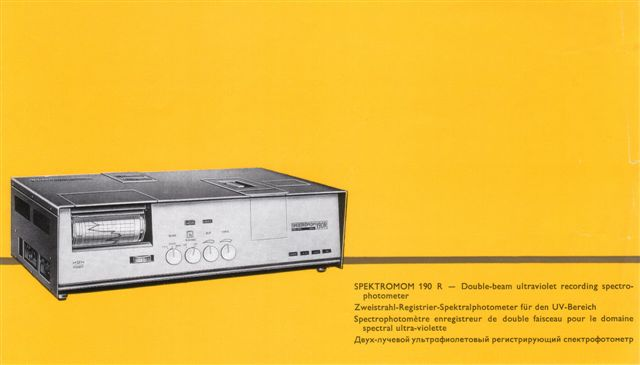 SPEKTROMOM 190 R — Double-beam ultraviolet recording spectro-
photometer
Zweistrahl-Registrier-Spektralphotometer für den UV-Bereich
Spectrophotomètre enregistreur de double faisceau pour le domaine
spectral ultra-violette
Двух-лучевой ультрафиолетовый регистрирующий спектрофотометр